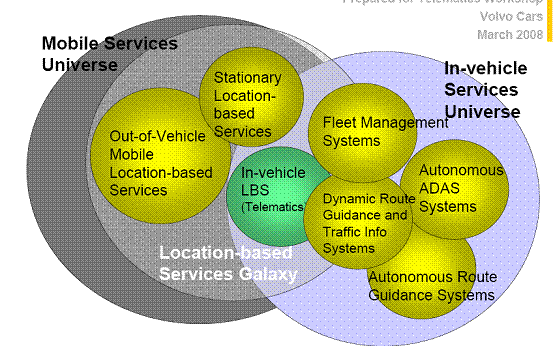 Prepared for Telematics Workshop
Volvo Cars
March 2008
Mobile Services
Universe
In-vehicle
Services
Universe
Stationary
Location-
based
Services
Out-of-Vehicle
Mobile
Location-based
Services
Fleet Management
Systems
In-vehicle
LBS
(Telematics
Autonomous
ADAS
Systems
Dynamic Route
Guidance and
Traffic Info
Systems
Location-based
Services Galaxy
Autonomous Route
Guidance Systems